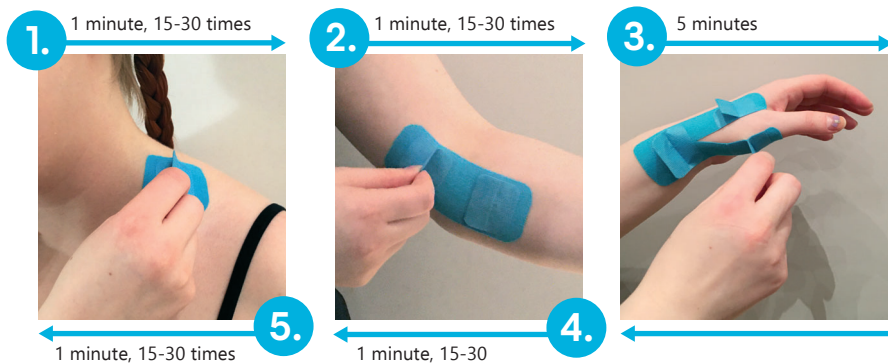 1.
1 minute, 15-30 times
2.
1 minute, 15-30 times
3.
5 minutes
5.
1 minute, 15-30 times
4.
1 minute, 15-30